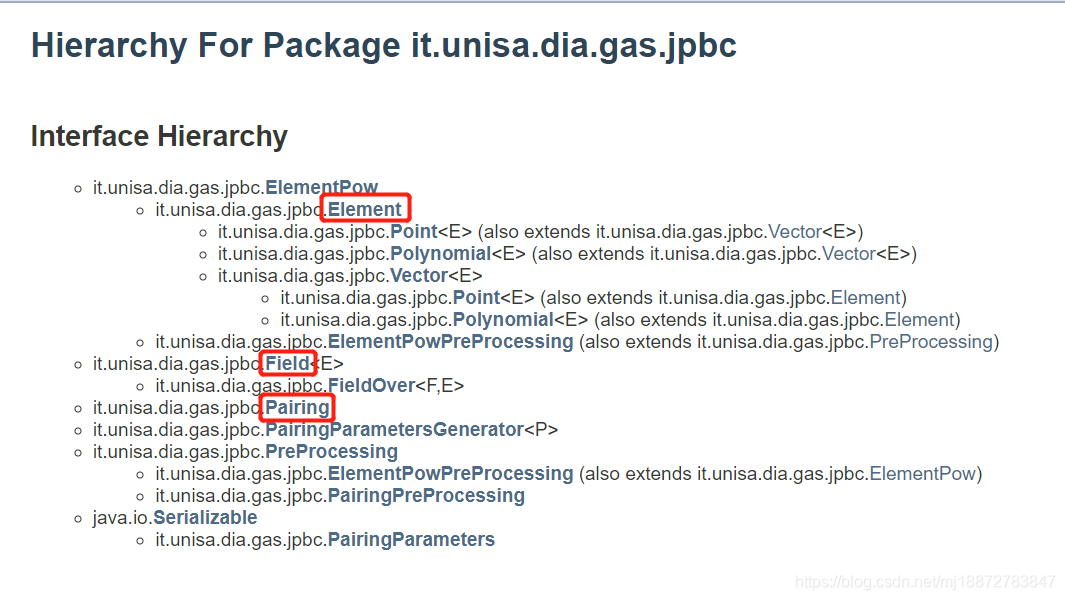 Hierarchy For Package it.unisa.dia.gas.jpbc
Interface Hierarchy
it.unisa.dia.gas.jpbc.ElementPow
it.unisa.dia.gas.jpbc.Element
it.unisa.dia.gas.jpbc.Point<E> (also extends it.unisa.dia.gas.jpbc.Vector<E>)
it.unisa.dia.gas.jpbc.Polynomial<E> (also extends it.unisa.dia.gas.jpbc.Vector<E>)
it.unisa.dia.gas.jpbc.Vector<E>
it.unisa.dia.gas.jpbc.Point<E> (also extends it.unisa.dia.gas.jpbc.Element)
it.unisa.dia.gas.jpbc.Polynomial<E> (also extends it.unisa.dia.gas.jpbc.Element)
it.unisa.dia.gas.jpbc.ElementPowPreProcessing (also extends it.unisa.dia.gas.jpbc.PreProcessing)
it.unisa.dia.gas.jpbc.Field<E>
it.unisa.dia.gas.jpbc.FieldOver<F,E>
it.unisa.dia.gas.jpbc.Pairing
it.unisa.dia.gas.jpbc.PairingParametersGenerator<P>
it.unisa.dia.gas.jpbc.PreProcessing
it.unisa.dia.gas.jpbc.ElementPowPreProcessing (also extends it.unisa.dia.gas.jpbc.ElementPow)
it.unisa.dia.gas.jpbc.PairingPreProcessing
java.io.Serializable
it.unisa.dia.gas.jpbc.PairingParameters
https://blog.csdn.net/mj18872783847